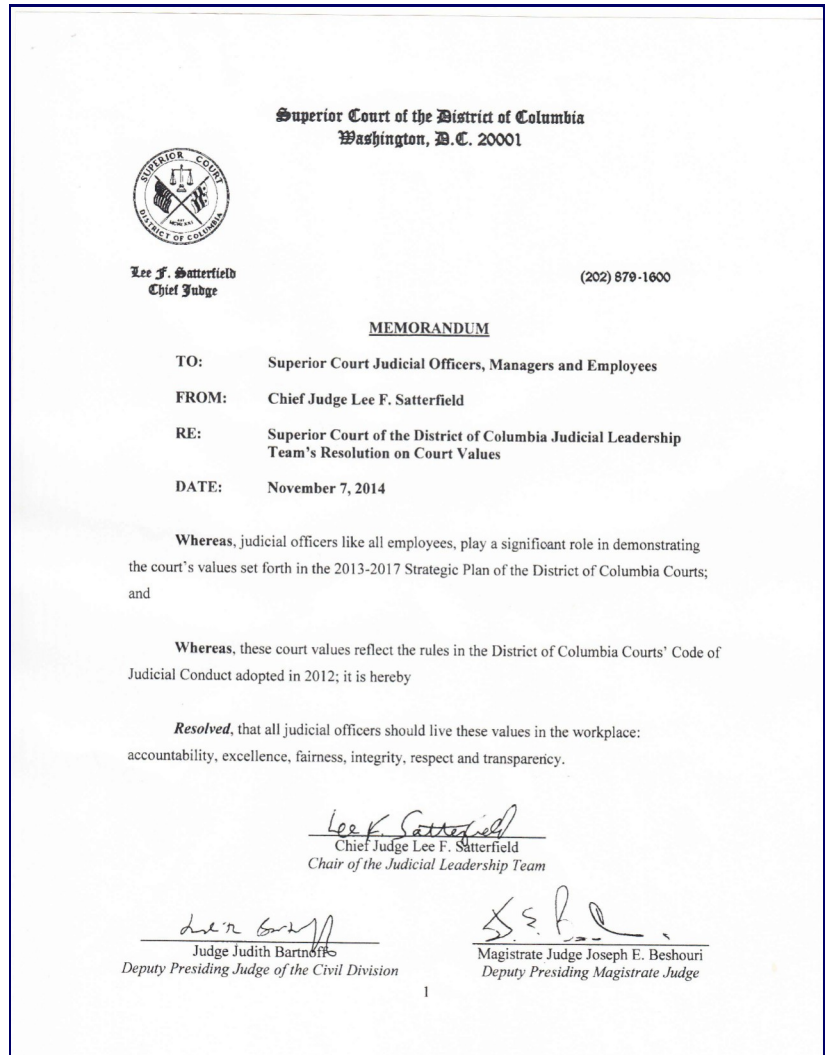 Superior Court of the District of Columbia
Washington, D.C. 20001
SUPERIOR COURT
DISTRICT OF COLUMBIA
Lee F. Satterfield
Chief Judge
(202) 879-1600
MEMORANDUM
TO: Superior Court Judicial Officers, Managers and Employees
FROM: Chief Judge Lee F. Satterfield
RE: Superior Court of the District of Columbia Judicial Leadership
Team's Resolution on Court Values
DATE: November 7, 2014
Whereas, judicial officers like all employees, play a significant role in demonstrating
the court's values set forth in the 2013-2017 Strategic Plan of the District of Columbia Courts;
and
Whereas, these court values reflect the rules in the District of Columbia Courts' Code of
Judicial Conduct adopted in 2012; it is hereby
Resolved, that all judicial officers should live these values in the workplace:
accountability, excellence, fairness, integrity, respect and transparency.
Lee F. Satterfield
Chief Judge Lee F. Satterfield
Chair of the Judicial Leadership Team
Judge Judith Bartnoff
Deputy Presiding Judge of the Civil Division
Magistrate Judge Joseph E. Beshouri
Deputy Presiding Magistrate Judge
1